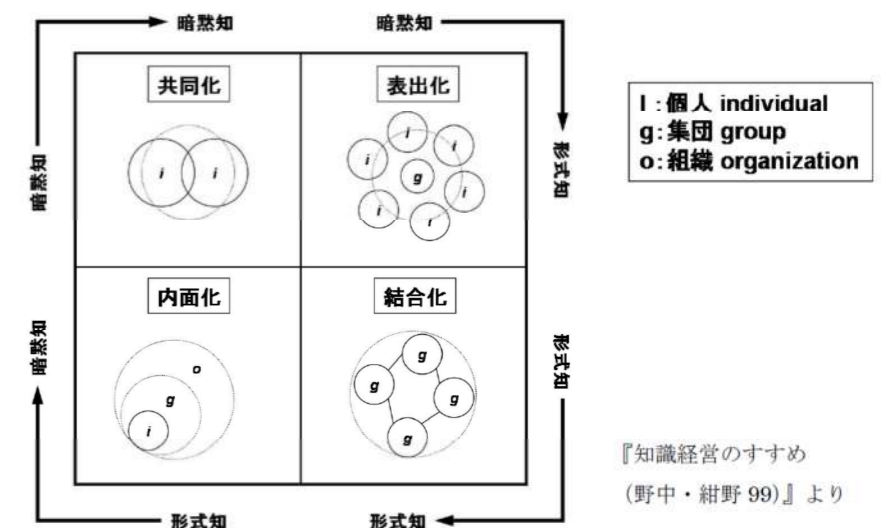 暗黙知
暗黙知
共同化
表出化
I:個人 individual
g:集団 group
o:組織 organization
暗黙知
形式知
i
i
i
i
i
i
i
i
g
内面化
結合化
暗黙知
形式知
o
g
i
g
g
g
g
『知識経営のすすめ
(野中・紺野 99)』より
形式知
形式知